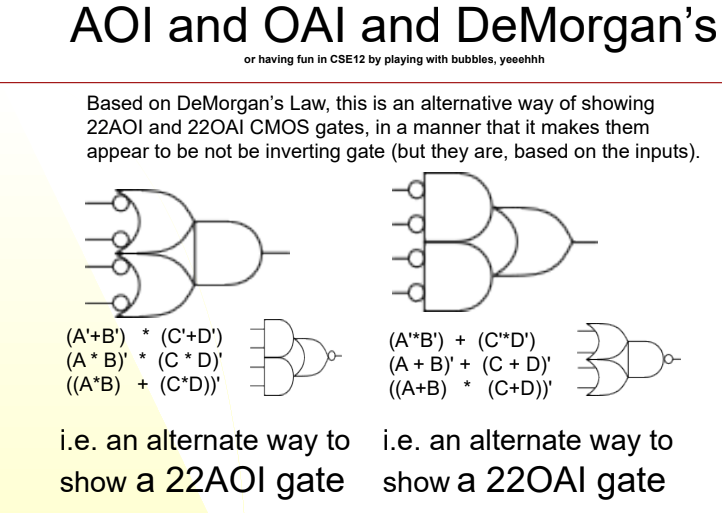 AOI and OAI and DeMorgan's
or having fun in CSE12 by playing with bubbles, yeeehhh
Based on DeMorgan's Law, this is an alternative way of showing
22AOI and 22OAI CMOS gates, in a manner that it makes them
appear to be not be inverting gate (but they are, based on the inputs).
(A'+B') * (C'+D')
(A * B)' * (C * D)'
((A*B) + (C*D))'
i.e. an alternate way to
show a 22AOI gate
(A'*B') + (C'*D')
(A + B)' + (C + D)'
((A+B) * (C+D))'
i.e. an alternate way to
show a 22OAI gate